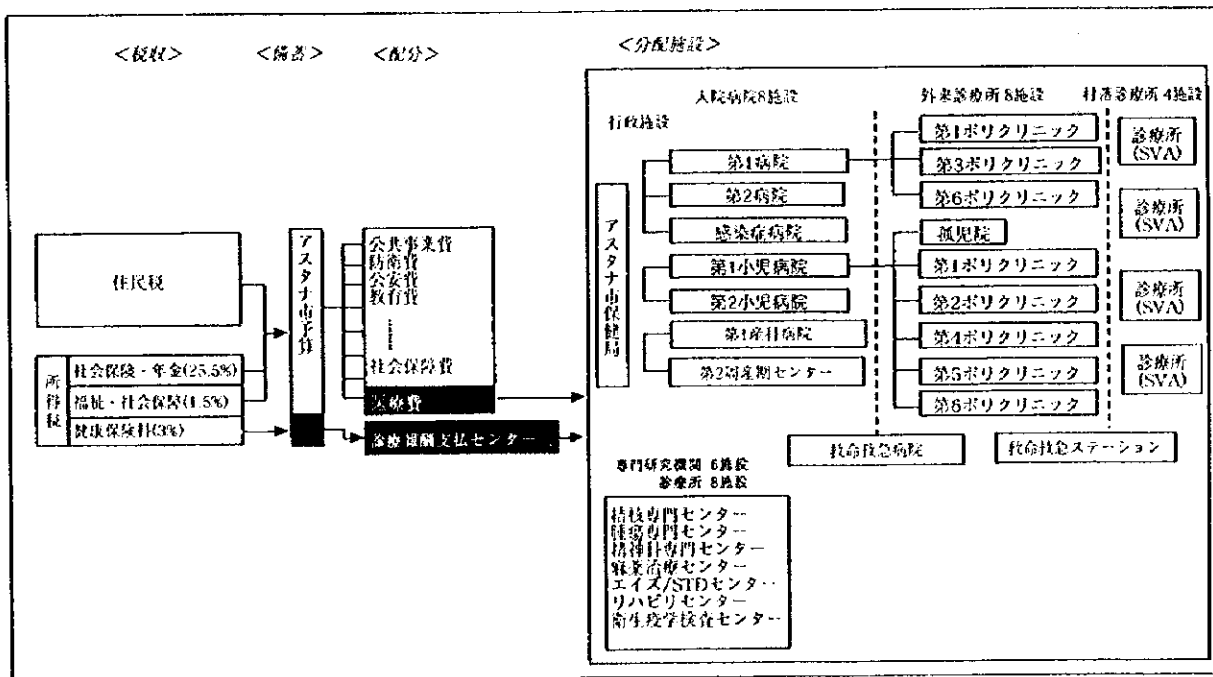 <税収>
<備蓄>
<配分>
<分配施設>
住民税
所得税
社会保険・年金(25.5%)
福祉・社会保障(1.5%)
健康保険料(3%)
アスタナ市予算
公共事業費
防衛費
公安費
教育費
社会保障費
医療費
診療報酬支払センター
入院病院8施設
行政施設
アスタナ市保健局
第1病院
第2病院
感染症病院
第1小児病院
第2小児病院
第1産科病院
第2周産期センター
外来診療所8施設
第1ポリクリニック
第3ポリクリニック
第6ポリクリニック
孤児院
第1ポリクリニック
第2ポリクリニック
第4ポリクリニック
第5ポリクリニック
第6ポリクリニック
村落診療所4施設
診療所
(SVA)
診療所
(SVA)
診療所
(SVA)
診療所
(SVA)
救命救急病院
救命救急ステーション
専門研究機関 6施設
診療所 8施設
結核専門センター
腫瘍専門センター
精神科専門センター
麻薬治療センター
エイズ/STDセンター
リハビリセンター
衛生疫学検査センター